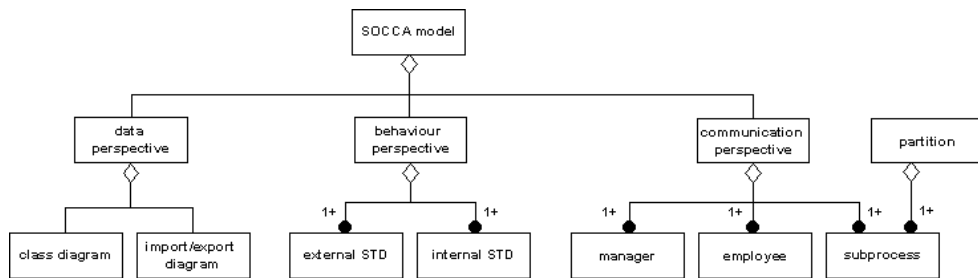 SOCCA model
data
perspective
behaviour
perspective
communication
perspective
partition
1+
1+
1+
1+
1+
1+
class diagram
import/export
diagram
external STD
internal STD
manager
employee
subprocess